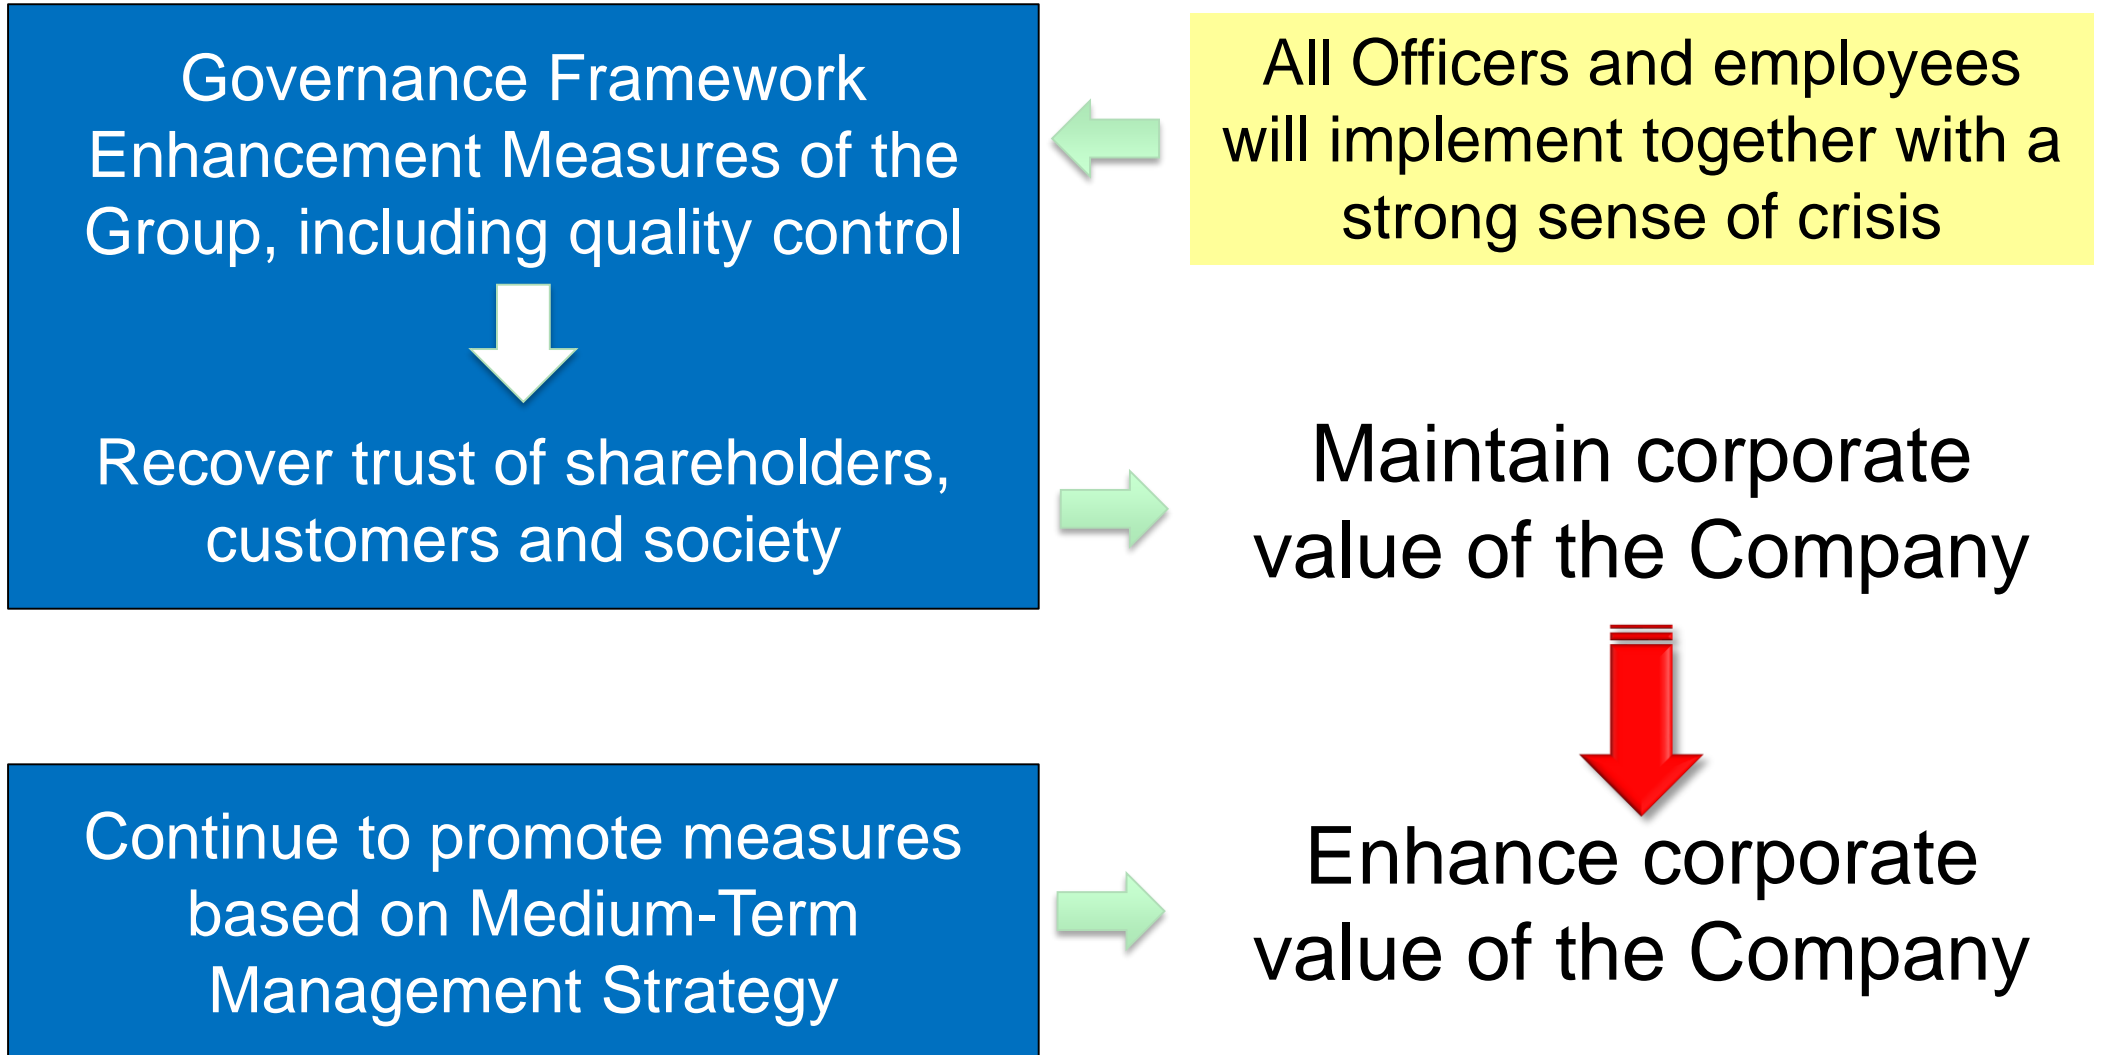 Governance Framework
Enhancement Measures of the
Group, including quality control
All Officers and employees
will implement together with a
strong sense of crisis
Recover trust of shareholders,
customers and society
Maintain corporate
value of the Company
Continue to promote measures
based on Medium-Term
Management Strategy
Enhance corporate
value of the Company